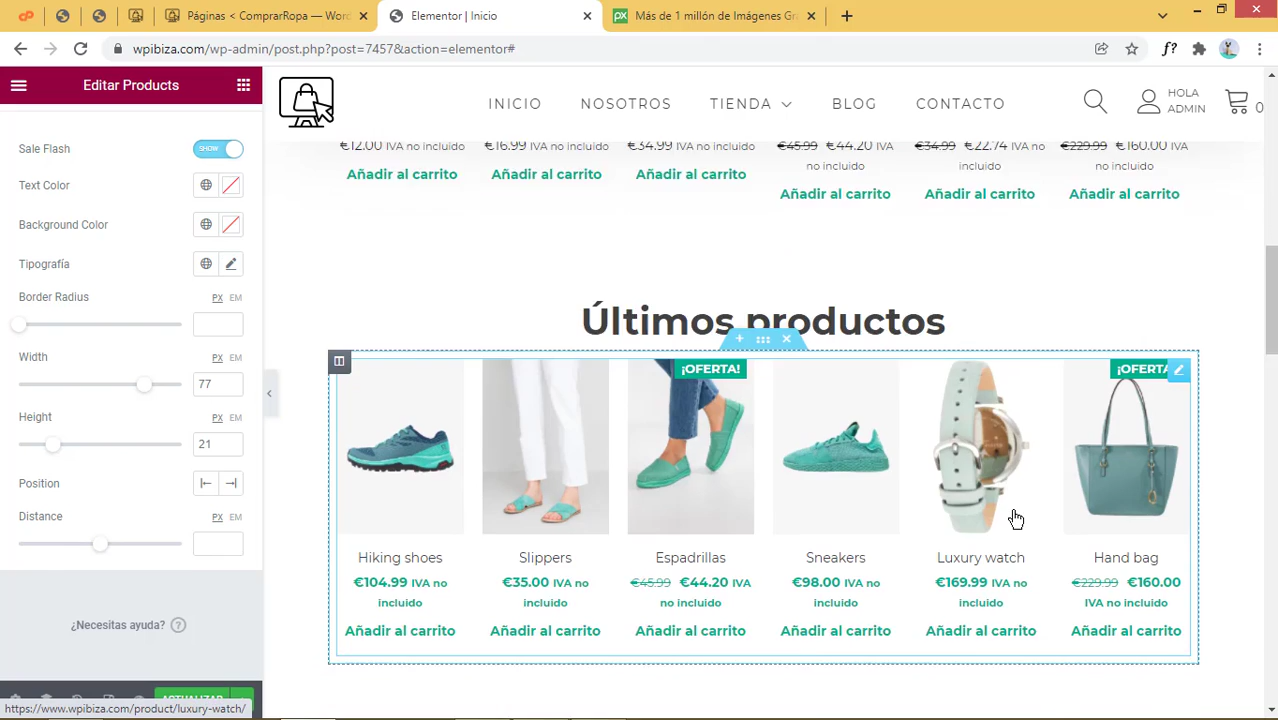 Páginas < ComprarRopa — Wor
Elementor | Inicio
Más de 1 millón de Imágenes Gra
wpibiza.com/wp-admin/post.php?post=7457&action=elementor#
f?
Editar Products
INICIO NOSOTROS TIENDA BLOG CONTACTO
HOLA
ADMIN
0
Sale Flash
SHOW
Text Color
Background Color
Tipografía
Border Radius PX EM
Width PX EM
77
Height PX EM
21
Position
Distance PX EM
¿Necesitas ayuda? ?
ACTUALIZAR
https://www.wpibiza.com/product/luxury-watch/
€12.00 IVA no incluido
Añadir al carrito
€16.99 IVA no incluido
Añadir al carrito
€34.99 IVA no incluido
Añadir al carrito
€45.99 €44.20 IVA
no incluido
Añadir al carrito
€34.99 €22.74 IVA no
incluido
Añadir al carrito
€229.99 €160.00 IVA
no incluido
Añadir al carrito
Últimos productos
¡OFERTA!
¡OFERTA
Hiking shoes
€104.99 IVA no
incluido
Añadir al carrito
Slippers
€35.00 IVA no
incluido
Añadir al carrito
Espadrillas
€45.99 €44.20 IVA
no incluido
Añadir al carrito
Sneakers
€98.00 IVA no
incluido
Añadir al carrito
Luxury watch
€169.99 IVA no
incluido
Añadir al carrito
Hand bag
€229.99 €160.00
IVA no incluido
Añadir al carrito